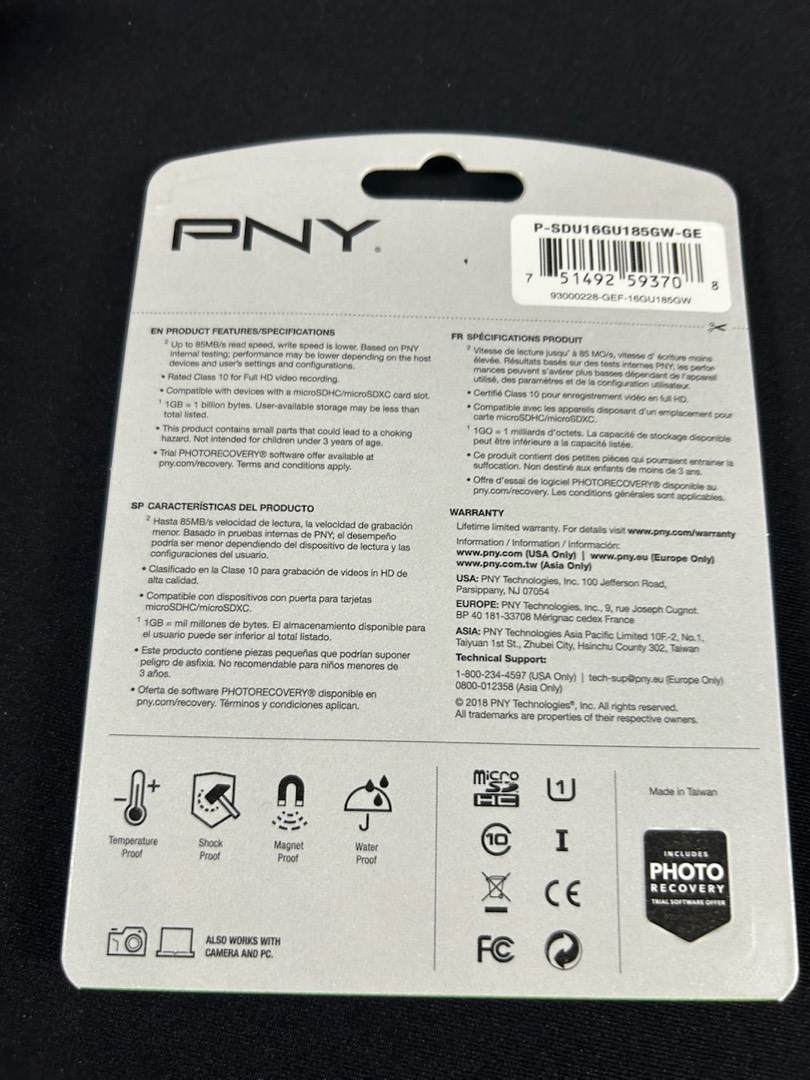 PNY®
P-SDU16GU185GW-GE
7 51492 59370 8
93000228-GEF-16GU185GW
EN PRODUCT FEATURES/SPECIFICATIONS
2 Up to 85MB/s read speed, write speed is lower. Based on PNY
internal testing; performance may be lower depending on the host
devices and user's settings and configurations.
• Rated Class 10 for Full HD video recording.
• Compatible with devices with a microSDHC/microSDXC card slot.
1 1GB = 1 billion bytes. User-available storage may be less than
total listed.
• This product contains small parts that could lead to a choking
hazard. Not intended for children under 3 years of age.
• Trial PHOTORECOVERY® software offer available at
pny.com/recovery. Terms and conditions apply.
FR SPÉCIFICATIONS PRODUIT
2 Vitesse de lecture jusqu' à 85 MO/s, vitesse d' écriture moins
élevée. Résultats basés sur des tests internes PNY, les perfor-
mances peuvent s'avérer plus basses dépendant de l'appareil
utilisé, des paramètres et de la configuration utilisateur.
• Certifié Class 10 pour enregistrement vidéo en full HD.
• Compatible avec les appareils disposant d'un emplacement pour
carte microSDHC/microSDXC.
1 1GO = 1 milliards d'octets. La capacité de stockage disponible
peut être inférieure a la capacité listée.
• Ce produit contient des petites pièces qui pourraient entrainer la
suffocation. Non destiné aux enfants de moins de 3 ans.
• Offre d'essai de logiciel PHOTORECOVERY® disponible au
pny.com/recovery. Les conditions générales sont applicables.
SP CARACTERÍSTICAS DEL PRODUCTO
2 Hasta 85MB/s velocidad de lectura, la velocidad de grabación
menor. Basado in pruebas internas de PNY; el desempeño
podría ser menor dependiendo del dispositivo de lectura y las
configuraciones del usuario.
• Clasificado en la Clase 10 para grabación de videos in HD de
alta calidad.
• Compatible con dispositivos con puerta para tarjetas
microSDHC/microSDXC.
1 1GB = mil millones de bytes. El almacenamiento disponible para
el usuario puede ser inferior al total listado.
• Este producto contiene piezas pequeñas que podrían suponer
peligro de asfixia. No recomendable para niños menores de
3 años.
• Oferta de software PHOTORECOVERY® disponible en
pny.com/recovery. Términos y condiciones aplican.
WARRANTY
Lifetime limited warranty. For details visit www.pny.com/warranty
Information / Information / Información:
www.pny.com (USA Only) | www.pny.eu (Europe Only)
www.pny.com.tw (Asia Only)
USA: PNY Technologies, Inc. 100 Jefferson Road,
Parsippany, NJ 07054
EUROPE: PNY Technologies, Inc., 9, rue Joseph Cugnot.
BP 40 181-33708 Mérignac cedex France
ASIA: PNY Technologies Asia Pacific Limited 10F.-2, No.1,
Taiyuan 1st St., Zhubei City, Hsinchu County 302, Taiwan
Technical Support:
1-800-234-4597 (USA Only) | tech-sup@pny.eu (Europe Only)
0800-012358 (Asia Only)
© 2018 PNY Technologies®, Inc. All rights reserved.
All trademarks are properties of their respective owners.
Temperature
Proof
Shock
Proof
Magnet
Proof
Water
Proof
ALSO WORKS WITH
CAMERA AND PC.
Micro
SD
HC
1
10
I
CE
FC
Made in Taiwan
INCLUDES
PHOTO
RECOVERY
TRIAL SOFTWARE OFFER